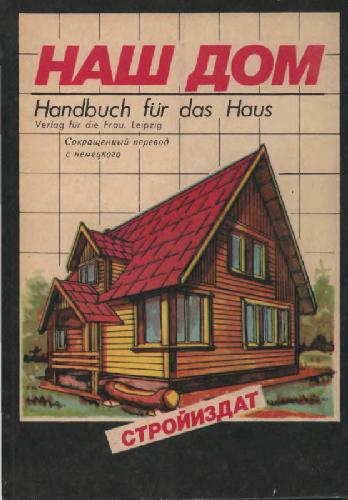 НАШ ДОМ
Handbuch für das Haus
Verlag für die Frau. Leipzig
Сокращенный перевод
с немецкого
СТРОЙИЗДАТ